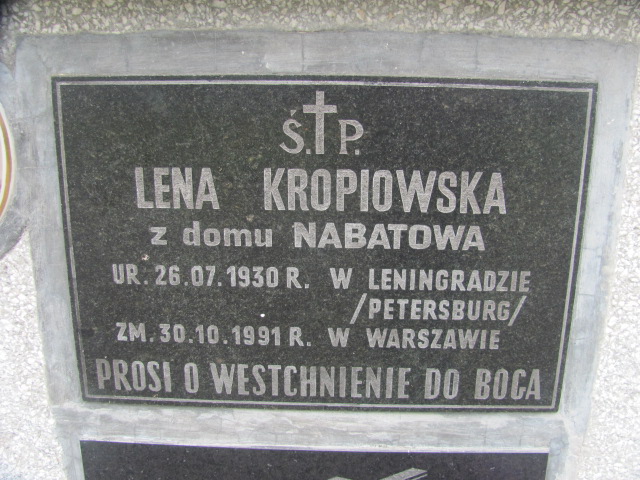 Ś.P.
LENA KROPIOWSKA
z domu NABATOWA
UR. 26.07.1930 R. W LENINGRADZIE
/PETERSBURG/
ZM. 30.10.1991 R. W WARSZAWIE
PROSI O WESTCHNIENIE DO BOGA